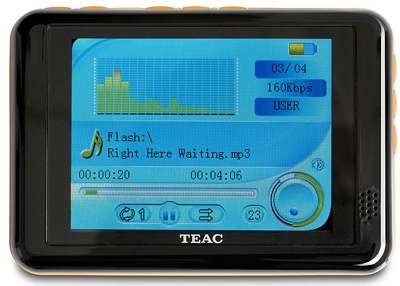 03/04
160Kbps
USER
Flash:\
Right Here Waiting.mp3
00:00:20 00:04:06
1 23
TEAC